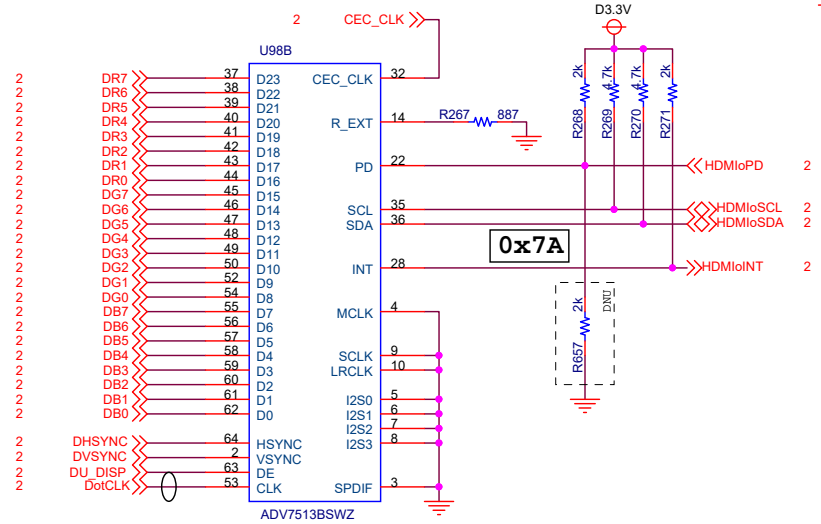 D3.3V
2 CEC_CLK
U98B
2 DR7 37 D23 CEC_CLK 32
2 DR6 38 D22
2 DR5 39 D21
2 DR4 40 D20 R_EXT 14 R267 887
2 DR3 41 D19
2 DR2 42 D18
2 DR1 43 D17 PD 22 HDMIoPD 2
2 DR0 44 D16
2 DG7 45 D15
2 DG6 46 D14 SCL 35 HDMIoSCL 2
2 DG5 47 D13 SDA 36 HDMIoSDA 2
2 DG4 48 D12
2 DG3 49 D11
2 DG2 50 D10 INT 28 HDMIoINT 2
2 DG1 52 D9
2 DG0 54 D8
2 DB7 55 D7 MCLK 4
2 DB6 56 D6
2 DB5 57 D5
2 DB4 58 D4 SCLK 9
2 DB3 59 D3 LRCLK 10
2 DB2 60 D2
2 DB1 61 D1 I2S0 5
2 DB0 62 D0 I2S1 6
I2S2 7
2 DHSYNC 64 HSYNC I2S3 8
2 DVSYNC 2 VSYNC
2 DU_DISP 63 DE
2 DotCLK 53 CLK SPDIF 3
ADV7513BSWZ
R268 2k
R269 4.7k
R270 4.7k
R271 2k
0x7A
R657 2k
DNU